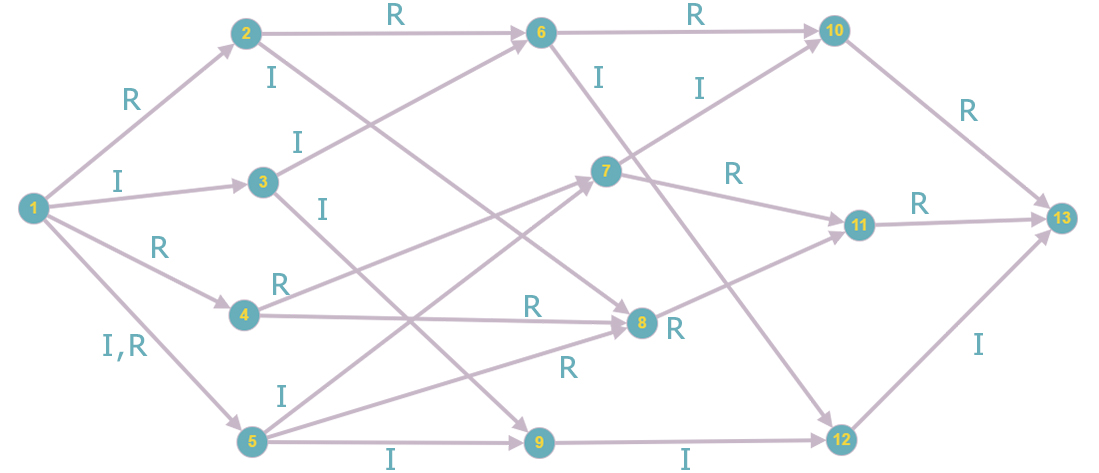 R R
2 6 10
I I
I
R R
I
I 3 7 R
1 I R
11 13
R
R 4 R 8 R
I,R I
R
I
5 9 12
I I